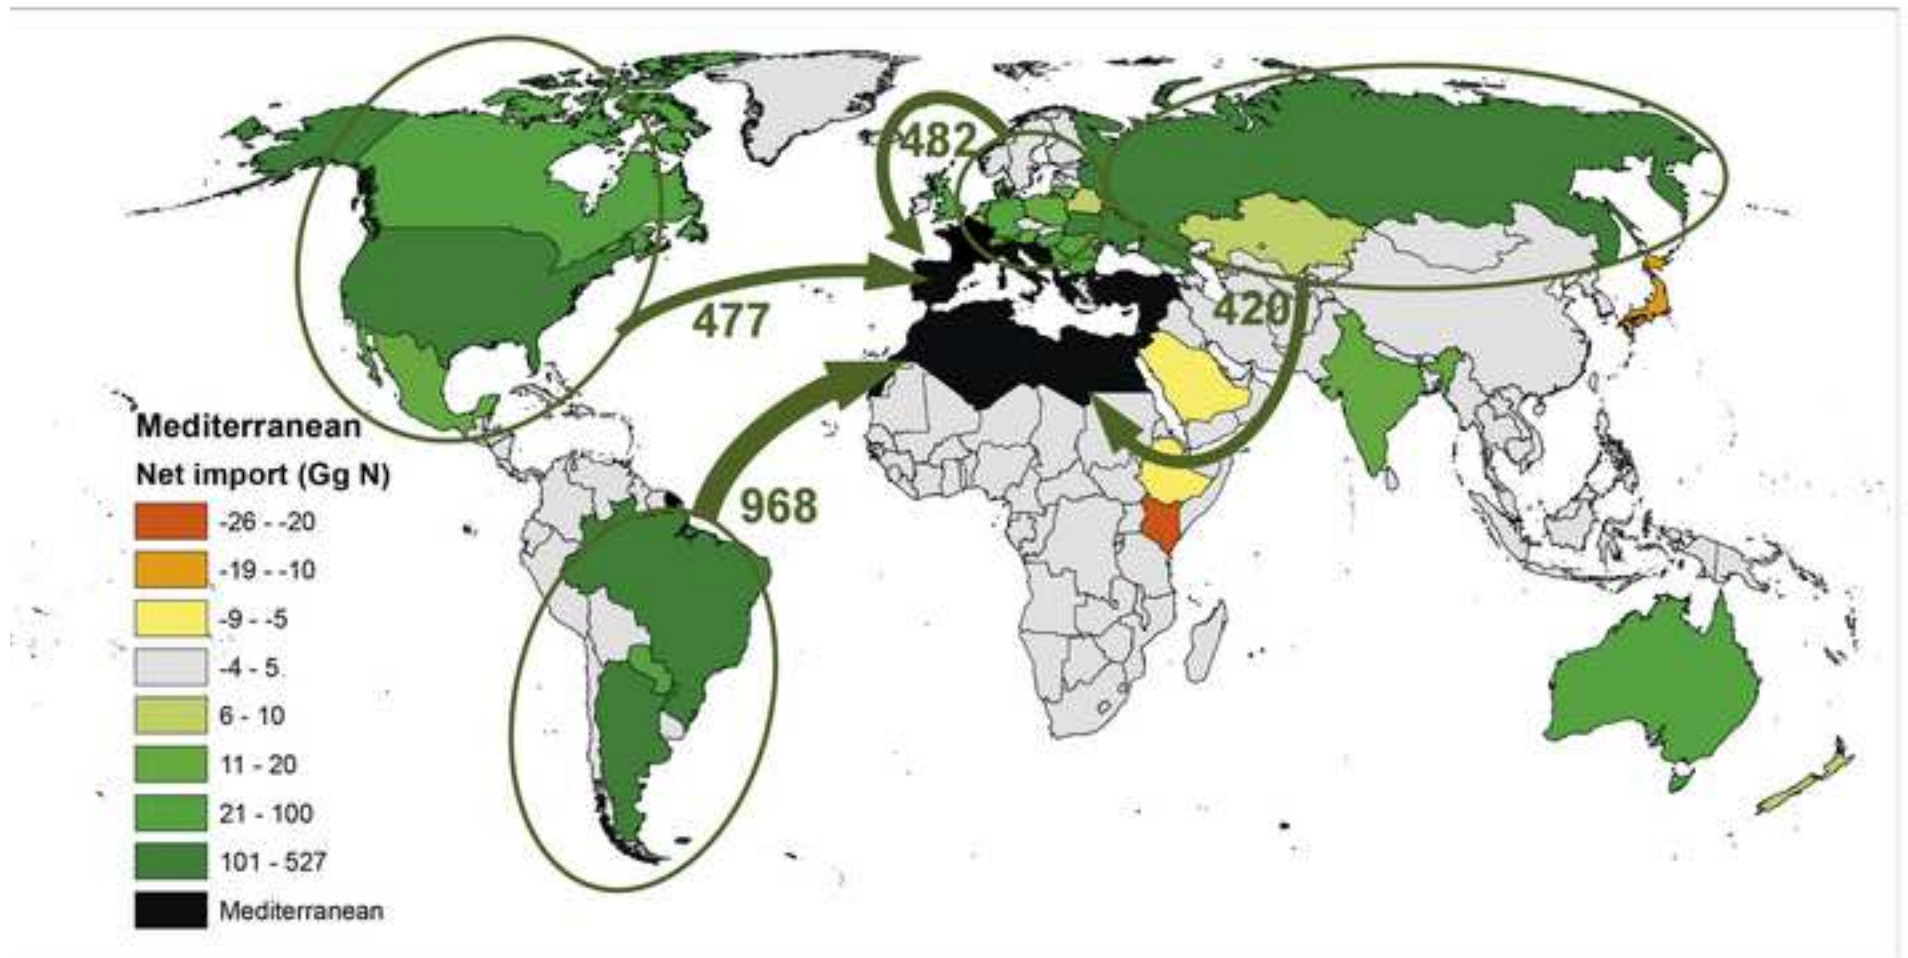 482
477
420
968
Mediterranean
Net import (Gg N)
-26 - -20
-19 - -10
-9 - -5
-4 - 5
6 - 10
11 - 20
21 - 100
101 - 527
Mediterranean